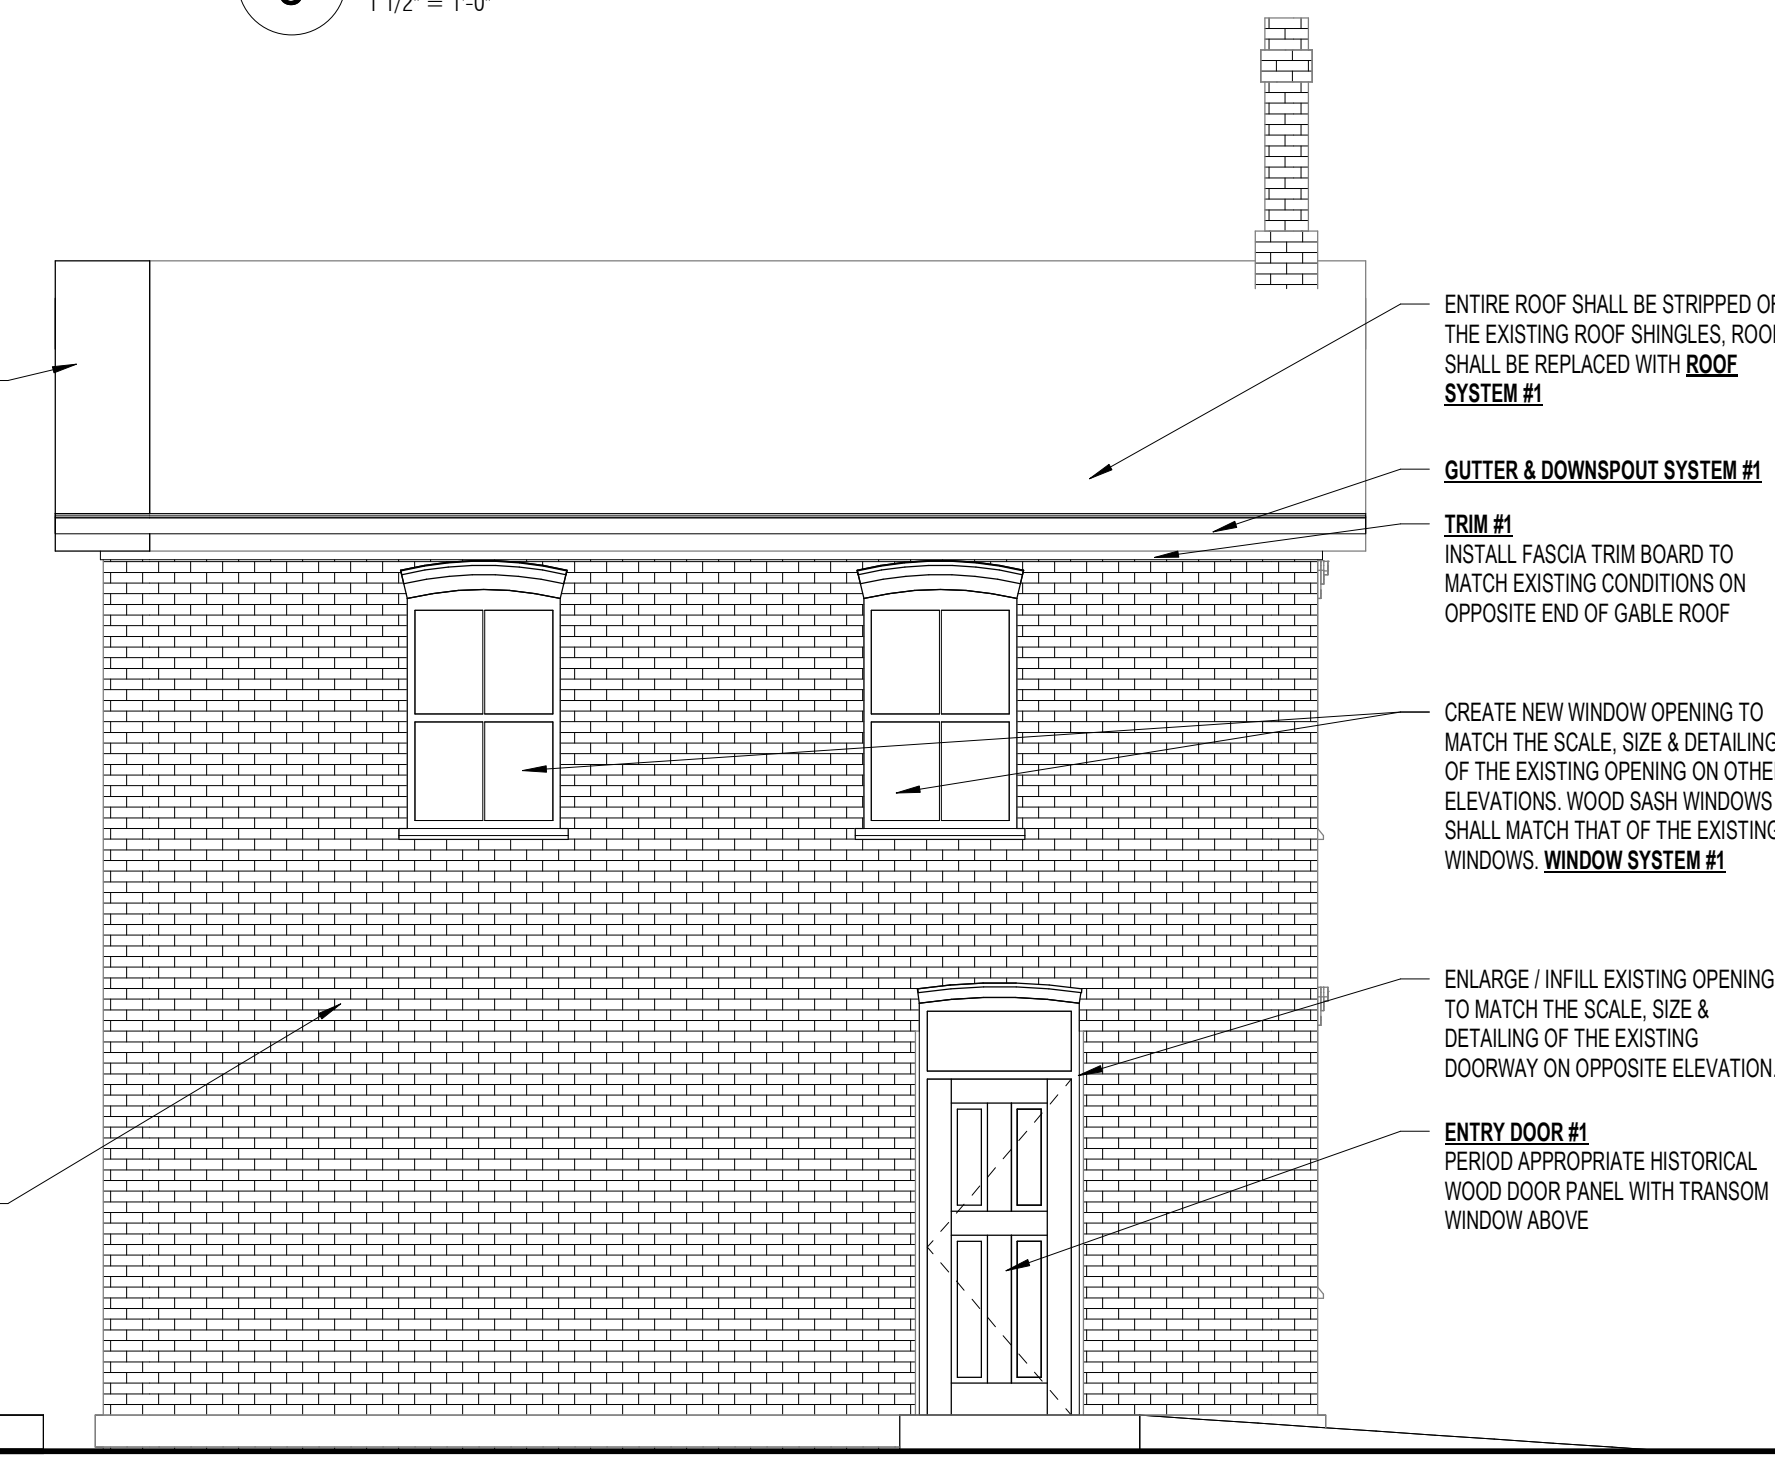 1 1/2" = 1'-0"
ENTIRE ROOF SHALL BE STRIPPED OF
THE EXISTING ROOF SHINGLES, ROOF
SHALL BE REPLACED WITH ROOF
SYSTEM #1
GUTTER & DOWNSPOUT SYSTEM #1
TRIM #1
INSTALL FASCIA TRIM BOARD TO
MATCH EXISTING CONDITIONS ON
OPPOSITE END OF GABLE ROOF
CREATE NEW WINDOW OPENING TO
MATCH THE SCALE, SIZE & DETAILING
OF THE EXISTING OPENING ON OTHER
ELEVATIONS. WOOD SASH WINDOWS
SHALL MATCH THAT OF THE EXISTING
WINDOWS. WINDOW SYSTEM #1
ENLARGE / INFILL EXISTING OPENING
TO MATCH THE SCALE, SIZE &
DETAILING OF THE EXISTING
DOORWAY ON OPPOSITE ELEVATION.
ENTRY DOOR #1
PERIOD APPROPRIATE HISTORICAL
WOOD DOOR PANEL WITH TRANSOM
WINDOW ABOVE